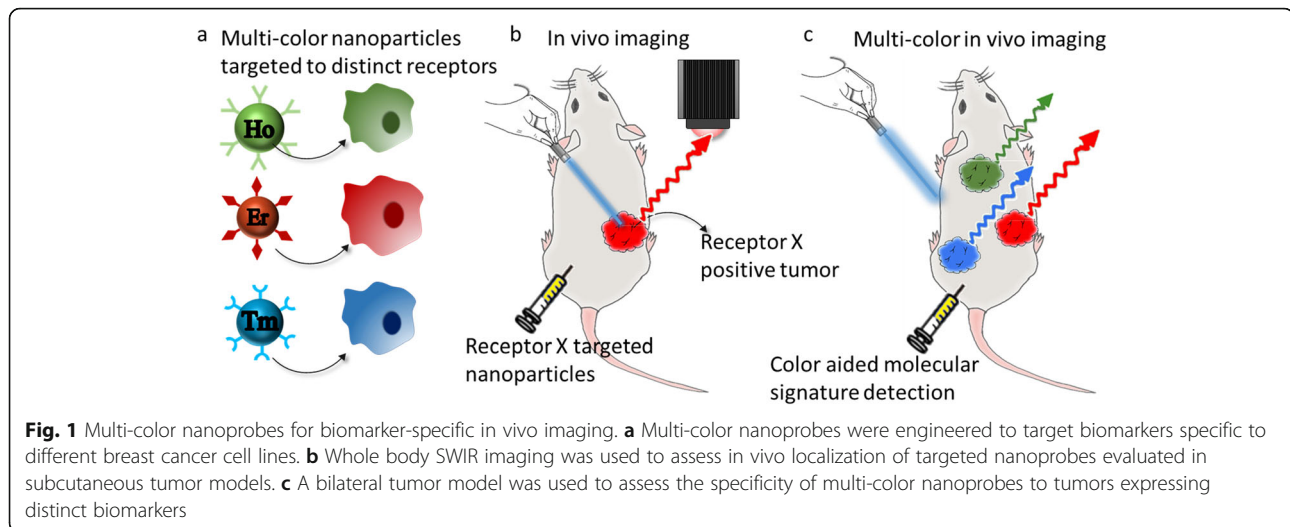 a
Multi-color nanoparticles
targeted to distinct receptors
Ho
Er
Tm
b
In vivo imaging
Receptor X
positive tumor
Receptor X targeted
nanoparticles
c
Multi-color in vivo imaging
Color aided molecular
signature detection
Fig. 1 Multi-color nanoprobes for biomarker-specific in vivo imaging. a Multi-color nanoprobes were engineered to target biomarkers specific to
different breast cancer cell lines. b Whole body SWIR imaging was used to assess in vivo localization of targeted nanoprobes evaluated in
subcutaneous tumor models. c A bilateral tumor model was used to assess the specificity of multi-color nanoprobes to tumors expressing
distinct biomarkers